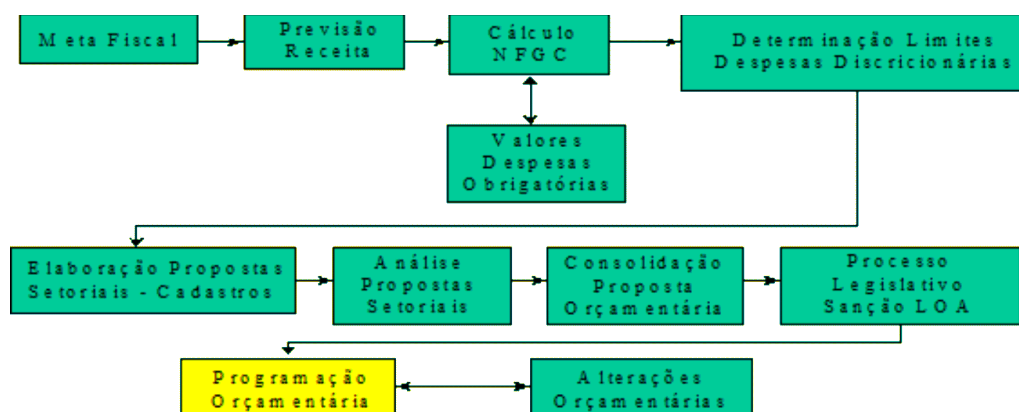 Meta Fiscal
Previsão
Receita
Cálculo
NFGC
Determinação Limites
Despesas Discricionárias
Valores
Despesas
Obrigatórias
Elaboração Propostas
Setoriais - Cadastros
Análise
Propostas
Setoriais
Consolidação
Proposta
Orçamentária
Processo
Legislativo
Sanção LOA
Programação
Orçamentária
Alterações
Orçamentárias